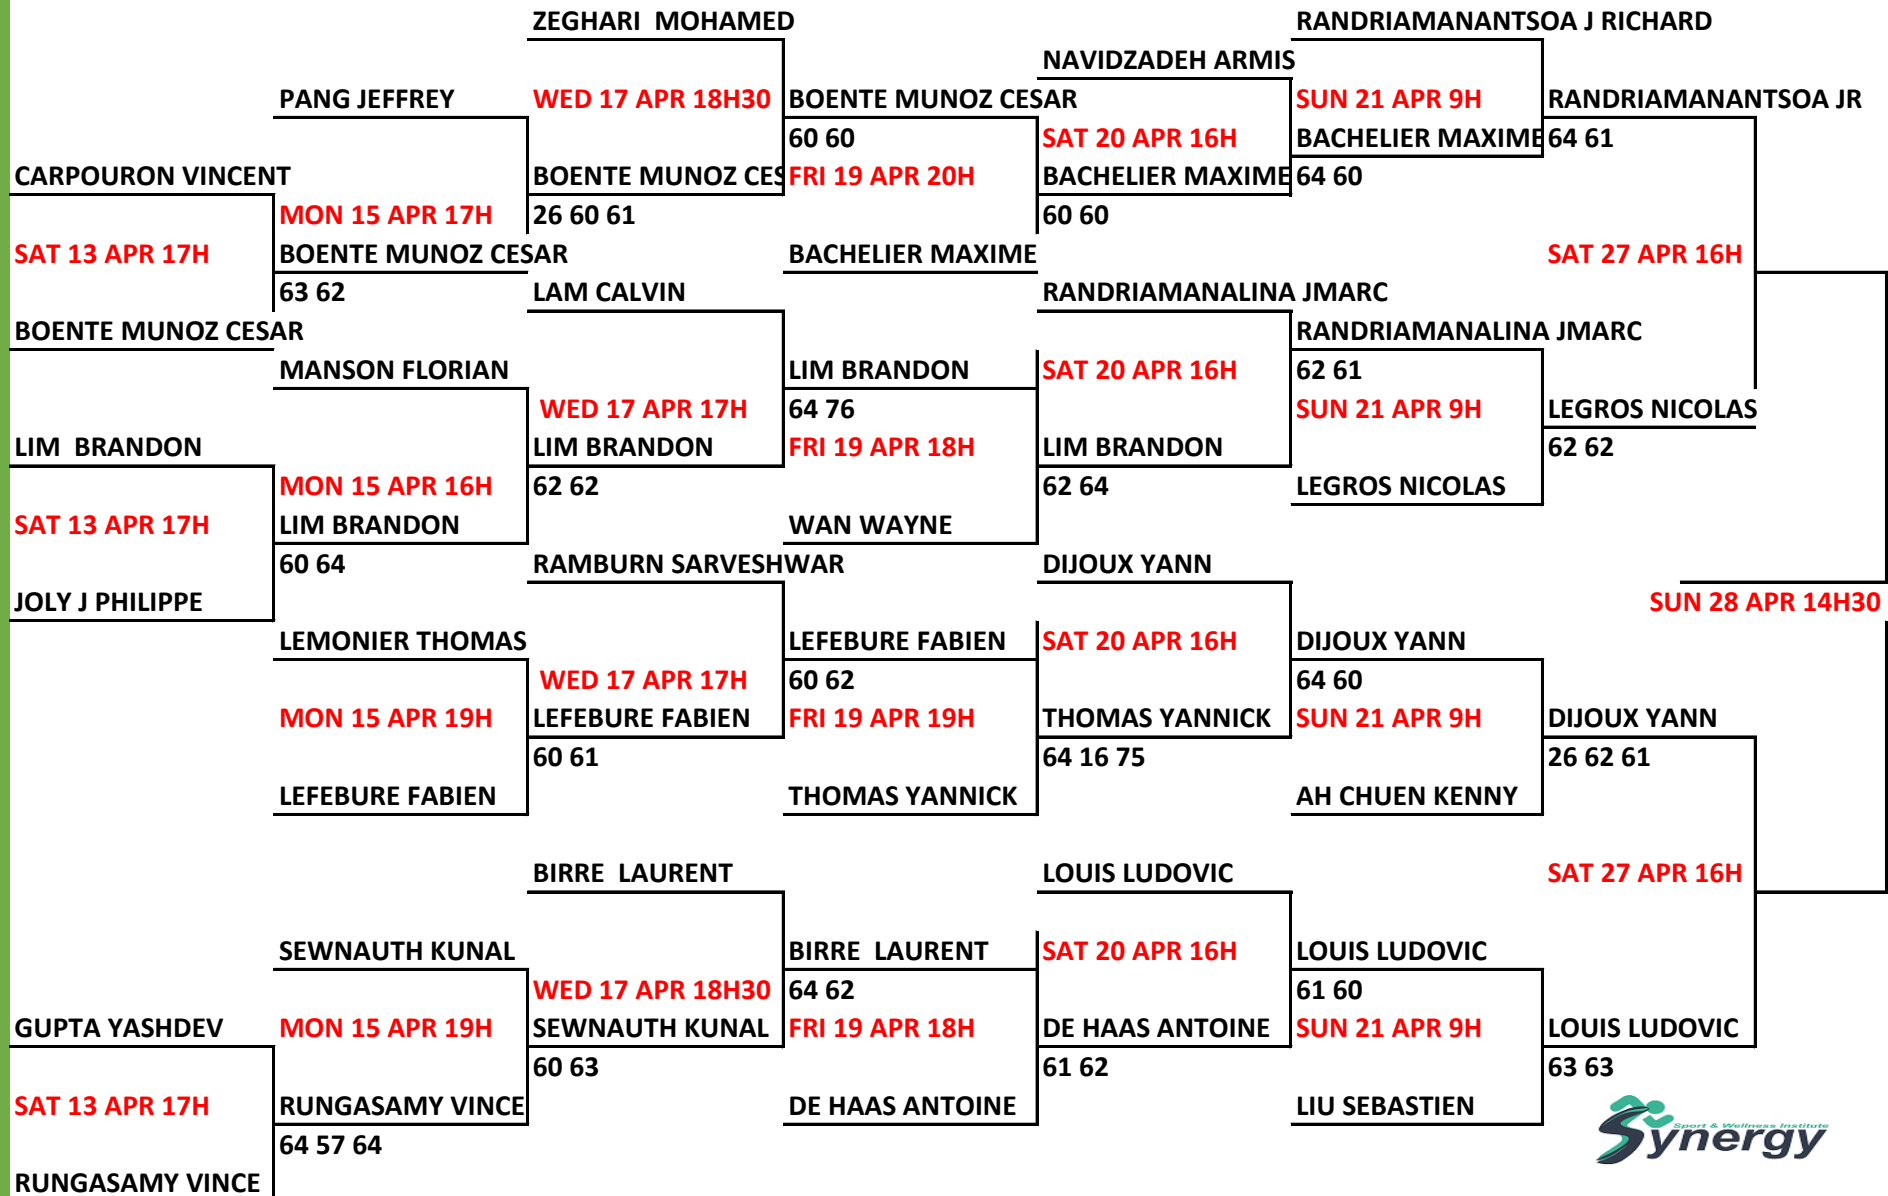 ZEGHARI  MOHAMED
RANDRIAMANANTSOA J RICHARD
NAVIDZADEH ARMIS
PANG JEFFREY
WED 17 APR 18H30
BOENTE MUNOZ CESAR
SUN 21 APR 9H
RANDRIAMANANTSOA JR
60 60
SAT 20 APR 16H
BACHELIER MAXIME
64 61
CARPOURON VINCENT
BOENTE MUNOZ CES
FRI 19 APR 20H
BACHELIER MAXIME
64 60
MON 15 APR 17H
26 60 61
60 60
SAT 13 APR 17H
BOENTE MUNOZ CESAR
BACHELIER MAXIME
SAT 27 APR 16H
63 62
LAM CALVIN
RANDRIAMANALINA JMARC
BOENTE MUNOZ CESAR
RANDRIAMANALINA JMARC
MANSON FLORIAN
LIM BRANDON
SAT 20 APR 16H
62 61
WED 17 APR 17H
64 76
SUN 21 APR 9H
LEGROS NICOLAS
LIM  BRANDON
LIM BRANDON
FRI 19 APR 18H
LIM BRANDON
62 62
MON 15 APR 16H
62 62
62 64
LEGROS NICOLAS
SAT 13 APR 17H
LIM BRANDON
WAN WAYNE
60 64
RAMBURN SARVESHWAR
DIJOUX YANN
JOLY J PHILIPPE
SUN 28 APR 14H30
LEMONIER THOMAS
LEFEBURE FABIEN
SAT 20 APR 16H
DIJOUX YANN
WED 17 APR 17H
60 62
64 60
MON 15 APR 19H
LEFEBURE FABIEN
FRI 19 APR 19H
THOMAS YANNICK
SUN 21 APR 9H
DIJOUX YANN
60 61
64 16 75
26 62 61
LEFEBURE FABIEN
THOMAS YANNICK
AH CHUEN KENNY
BIRRE  LAURENT
LOUIS LUDOVIC
SAT 27 APR 16H
SEWNAUTH KUNAL
BIRRE  LAURENT
SAT 20 APR 16H
LOUIS LUDOVIC
WED 17 APR 18H30
64 62
61 60
GUPTA YASHDEV
MON 15 APR 19H
SEWNAUTH KUNAL
FRI 19 APR 18H
DE HAAS ANTOINE
SUN 21 APR 9H
LOUIS LUDOVIC
60 63
61 62
63 63
SAT 13 APR 17H
RUNGASAMY VINCE
DE HAAS ANTOINE
LIU SEBASTIEN
Sport & Wellness Institute
Synergy
64 57 64
RUNGASAMY VINCE